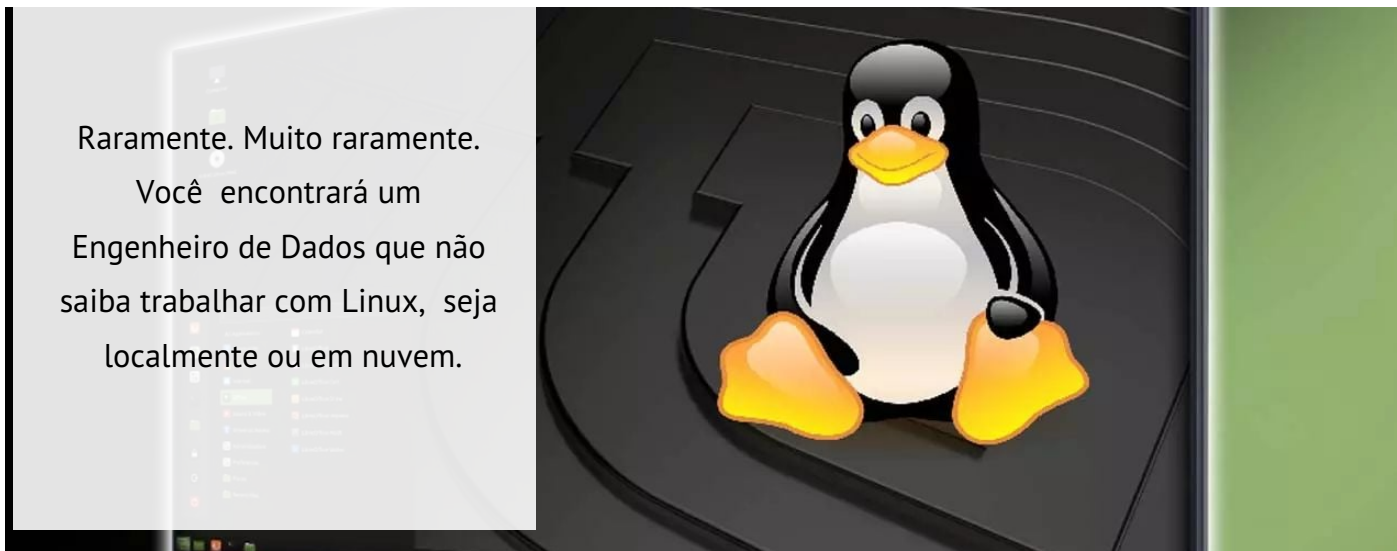 Raramente. Muito raramente.
Você encontrará um
Engenheiro de Dados que não
saiba trabalhar com Linux, seja
localmente ou em nuvem.